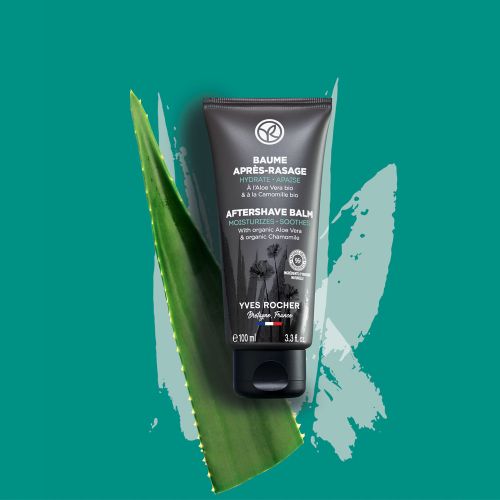 BAUME
APRÈS-RASAGE
HYDRATE - APAISE
À l'Aloe Vera bio
& à la Camomille bio
AFTERSHAVE BALM
MOISTURIZES - SOOTHES
With organic Aloe Vera
& organic Chamomile
YVES ROCHER
Bretagne, France
e 100 ml 3.3 fl. oz.